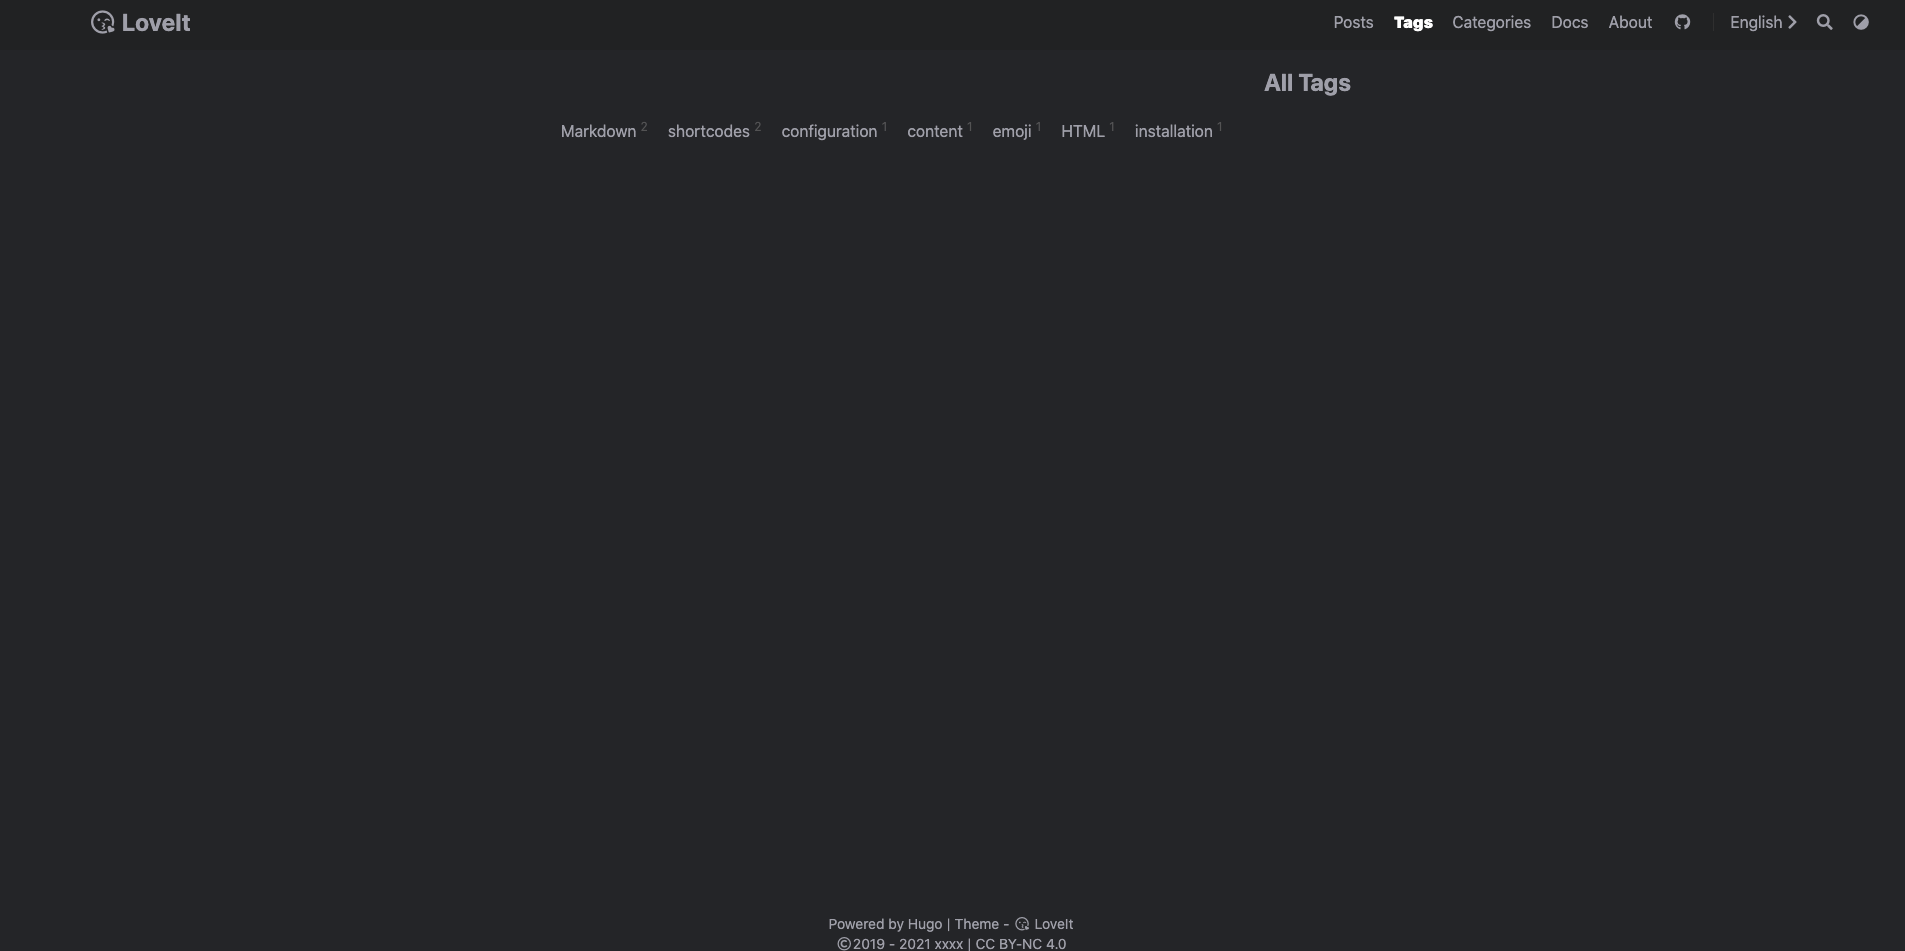 LoveIt
Posts Tags Categories Docs About English
All Tags
Markdown 2 shortcodes 2 configuration 1 content 1 emoji 1 HTML 1 installation 1
Powered by Hugo | Theme - LoveIt
©2019 - 2021 xxxx | CC BY-NC 4.0